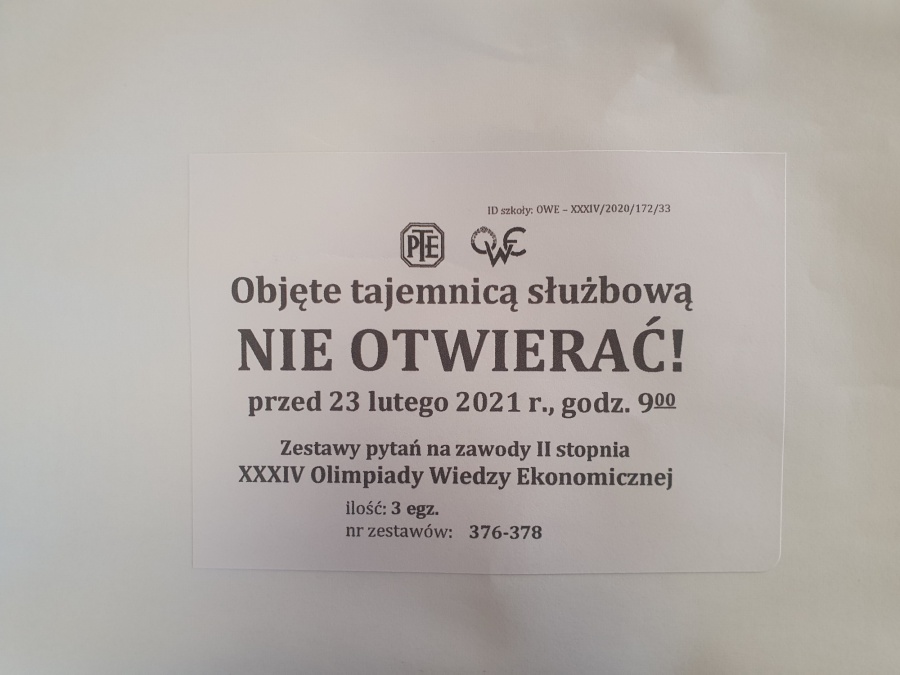 ID szkoły: OWE – XXXIV/2020/172/33
PTE OWE
Objęte tajemnicą służbową
NIE OTWIERAĆ!
przed 23 lutego 2021 r., godz. 9⁰⁰
Zestawy pytań na zawody II stopnia
XXXIV Olimpiady Wiedzy Ekonomicznej
ilość: 3 egz.
nr zestawów: 376-378